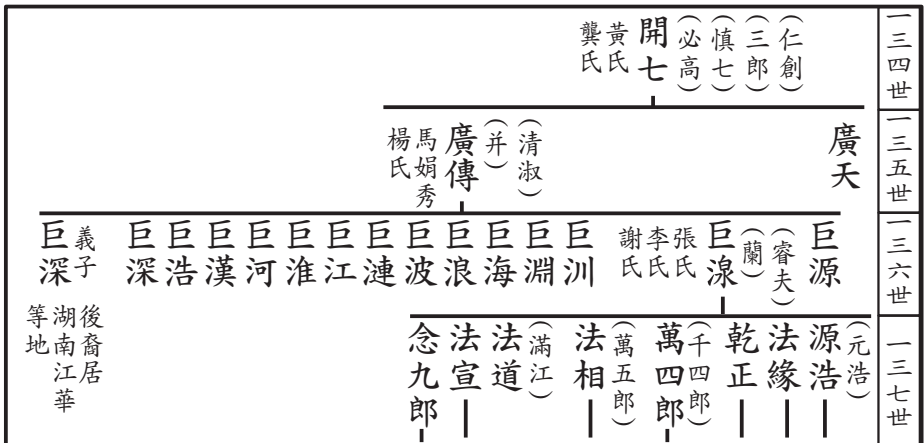 一三四世
(仁創)
(三郎)
(慎七)
(必高)
開七
黃氏
龔氏
一三五世
廣天
(清淑)
(并)
廣傳
馬娟秀
楊氏
一三六世
巨源
(睿夫)
(蘭)
巨湶
張氏
李氏
謝氏
巨汌
巨淵
巨海
巨浪
巨波
巨漣
巨江
巨淮
巨河
巨漢
巨浩
巨深
義子
巨深
後裔居
湖南江華
等地
一三七世
(元浩)
源浩
法緣
乾正
(千四郎)
萬四郎
(萬五郎)
法相
(滿江)
法道
法宣
念九郎